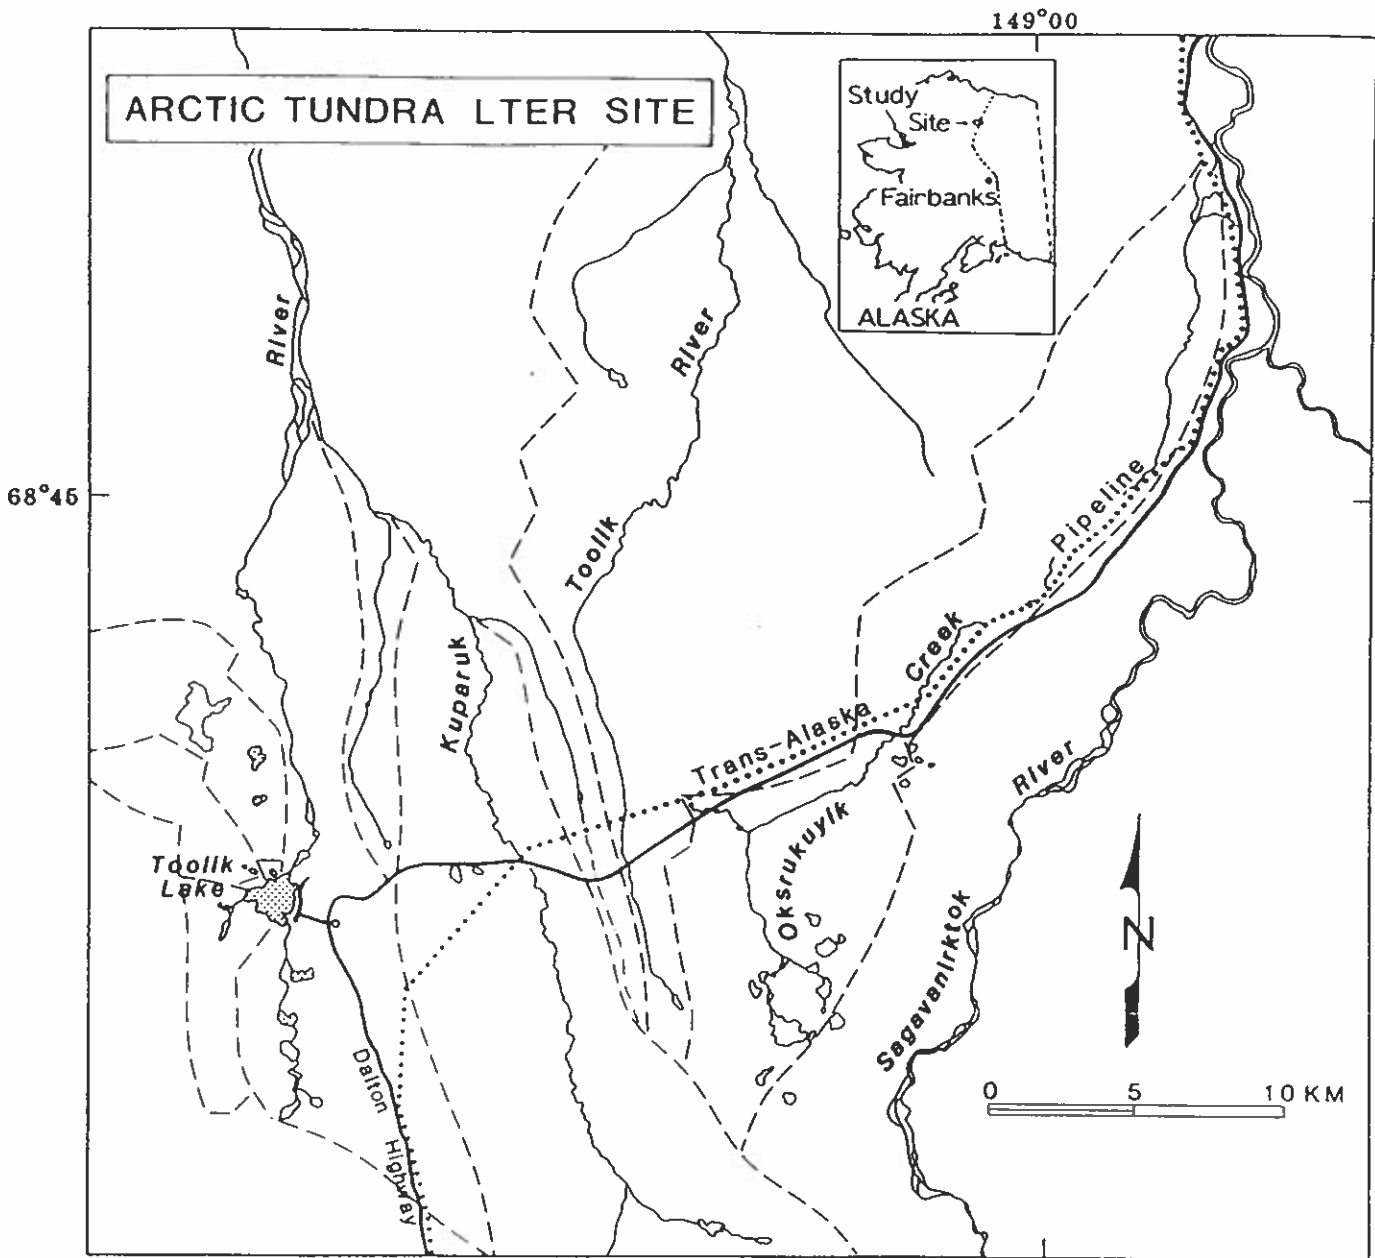 149°00
ARCTIC TUNDRA LTER SITE
Study
Site
Fairbanks
ALASKA
River
River
68°45
Toolik
Pipeline
Kuparuk
Creek
Trans-Alaska
River
Toolik
Lake
Oksrukuyik
Sagavanirktok
N
Dalton
Highway
0 5 10 KM